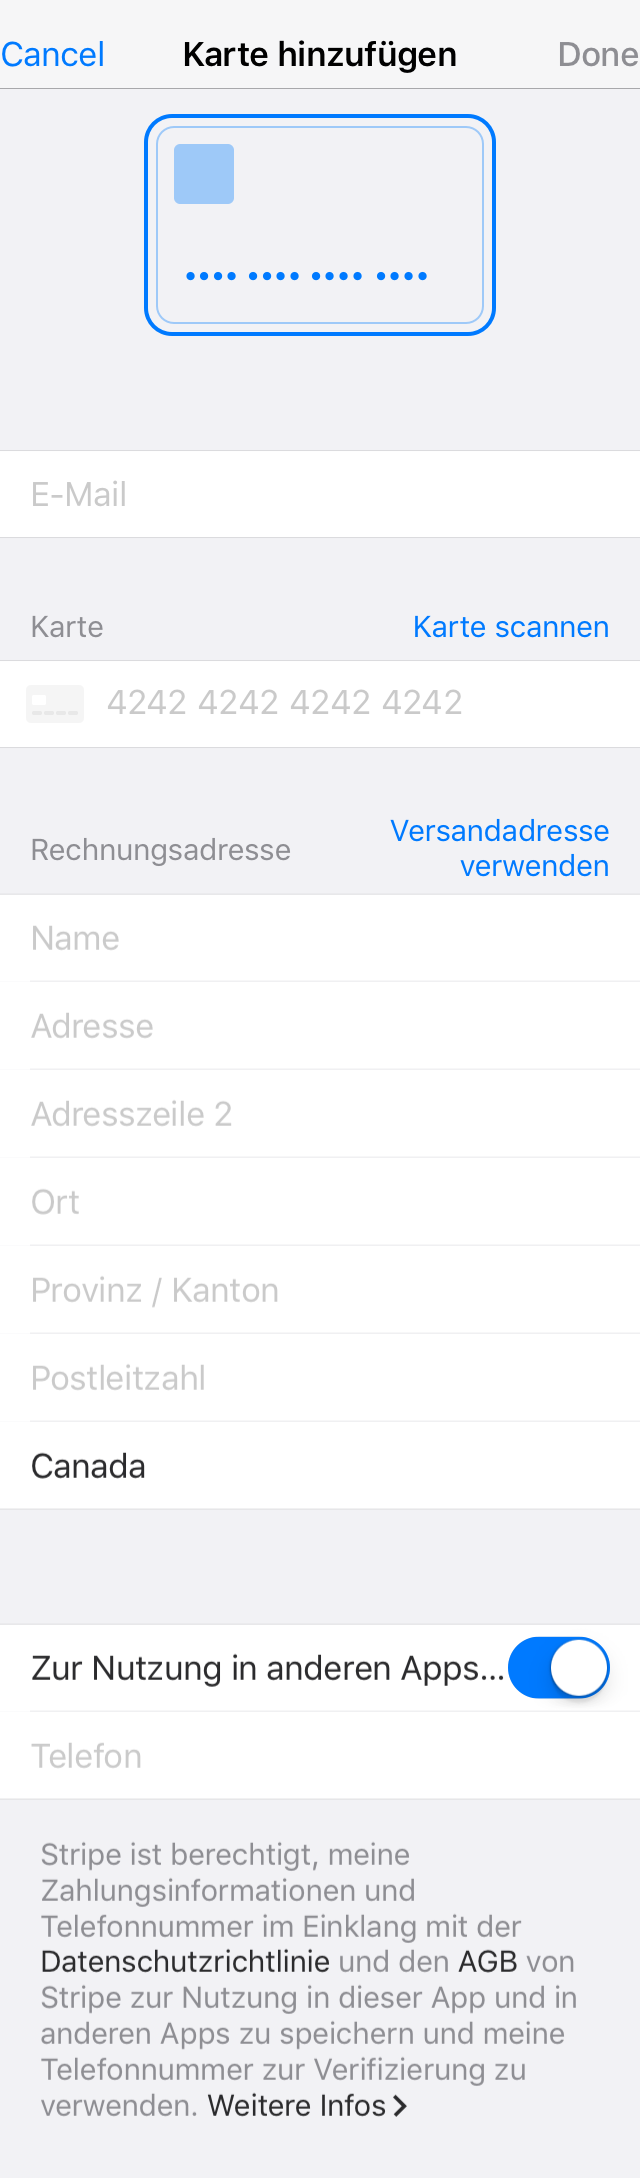 Cancel Karte hinzufügen Done
E-Mail
Karte Karte scannen
4242 4242 4242 4242
Rechnungsadresse Versandadresse
verwenden
Name
Adresse
Adresszeile 2
Ort
Provinz / Kanton
Postleitzahl
Canada
Zur Nutzung in anderen Apps...
Telefon
Stripe ist berechtigt, meine
Zahlungsinformationen und
Telefonnummer im Einklang mit der
Datenschutzrichtlinie und den AGB von
Stripe zur Nutzung in dieser App und in
anderen Apps zu speichern und meine
Telefonnummer zur Verifizierung zu
verwenden. Weitere Infos